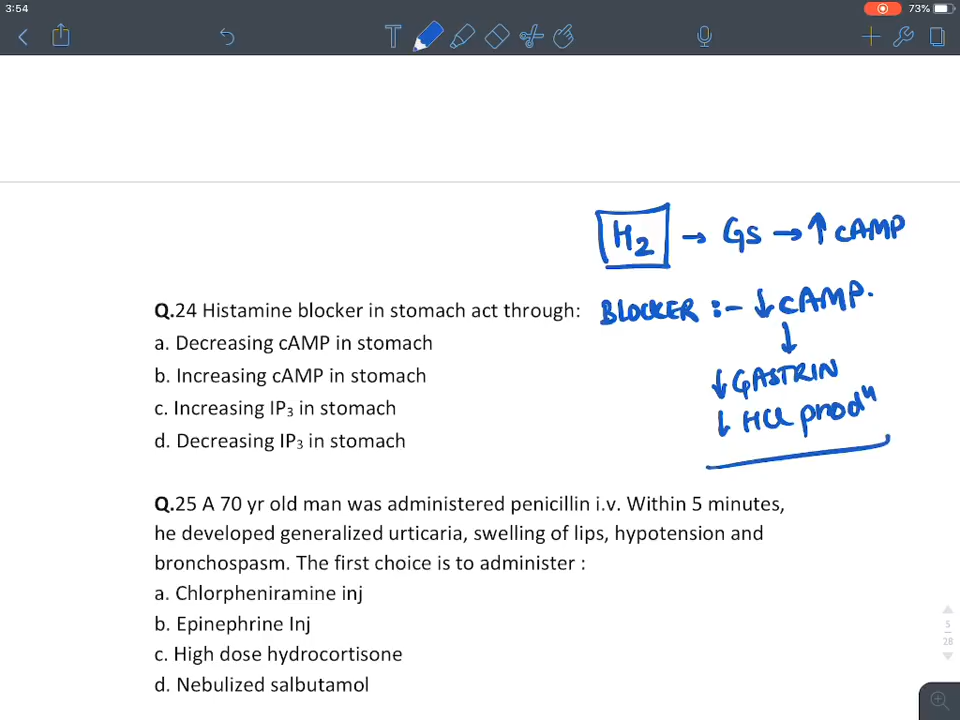 3:54
73%
T
H2 → Gs → ↑ cAMP
Q.24 Histamine blocker in stomach act through:
BLOCKER :- ↓ cAMP.
↓
a. Decreasing cAMP in stomach
b. Increasing cAMP in stomach
↓ GASTRIN
c. Increasing IP₃ in stomach
↓ HCl prodⁿ
d. Decreasing IP₃ in stomach
Q.25 A 70 yr old man was administered penicillin i.v. Within 5 minutes,
he developed generalized urticaria, swelling of lips, hypotension and
bronchospasm. The first choice is to administer :
a. Chlorpheniramine inj
b. Epinephrine Inj
c. High dose hydrocortisone
d. Nebulized salbutamol
5
28